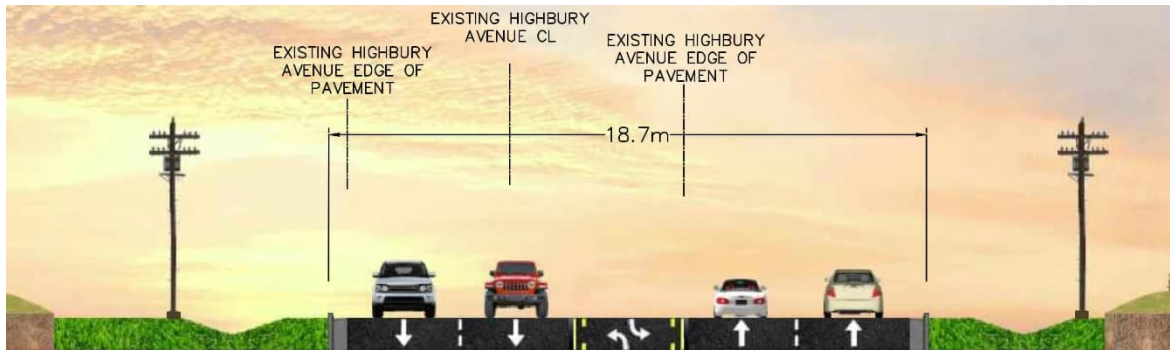 EXISTING HIGHBURY
AVENUE EDGE OF
PAVEMENT
EXISTING HIGHBURY
AVENUE CL
EXISTING HIGHBURY
AVENUE EDGE OF
PAVEMENT
18.7m